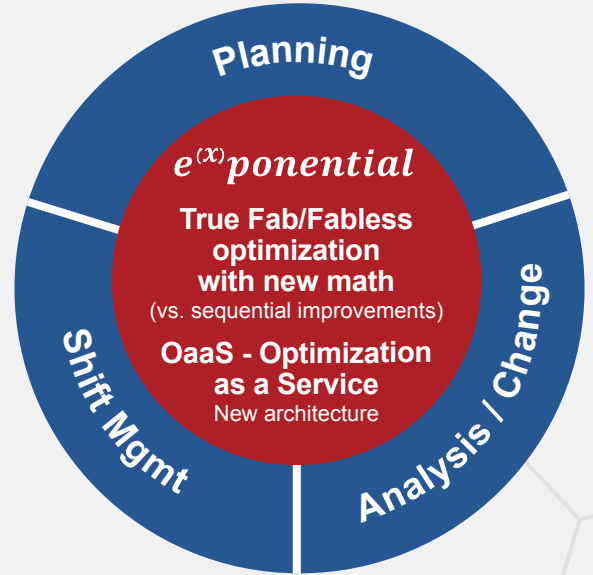 Planning
e⁽ˣ⁾ponential
True Fab/Fabless
optimization
with new math
(vs. sequential improvements)
OaaS - Optimization
as a Service
New architecture
Shift Mgmt
Analysis / Change